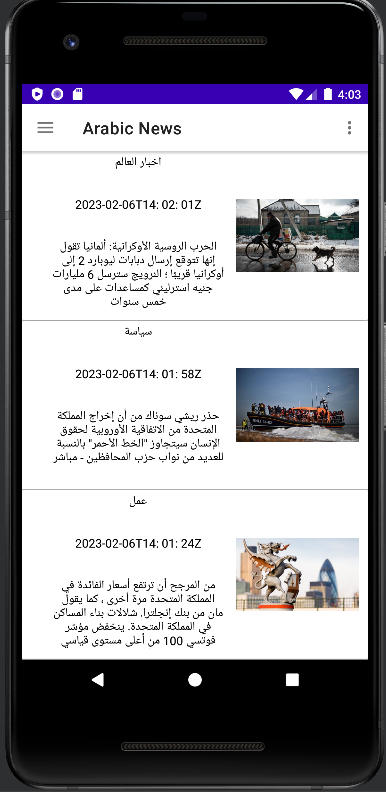 4:03
Arabic News
اخبار العالم
2023-02-06T14: 02: 01Z
الحرب الروسية الأوكرانية: ألمانيا تقول
إنها تتوقع إرسال دبابات ليوبارد 2 إلى
أوكرانيا قريبًا ؛ النرويج سترسل 6 مليارات
جنيه استرليني كمساعدات على مدى
خمس سنوات
سياسة
2023-02-06T14: 01: 58Z
حذر ريشي سوناك من أن إخراج المملكة
المتحدة من الاتفاقية الأوروبية لحقوق
الإنسان سيتجاوز "الخط الأحمر" بالنسبة
للعديد من نواب حزب المحافظين - مباشر
عمل
2023-02-06T14: 01: 24Z
من المرجح أن ترتفع أسعار الفائدة في
المملكة المتحدة مرة أخرى ، كما يقول
مان من بنك إنجلترا. شلالات بناء المساكن
في المملكة المتحدة. ينخفض مؤشر
فوتسي 100 من أعلى مستوى قياسي